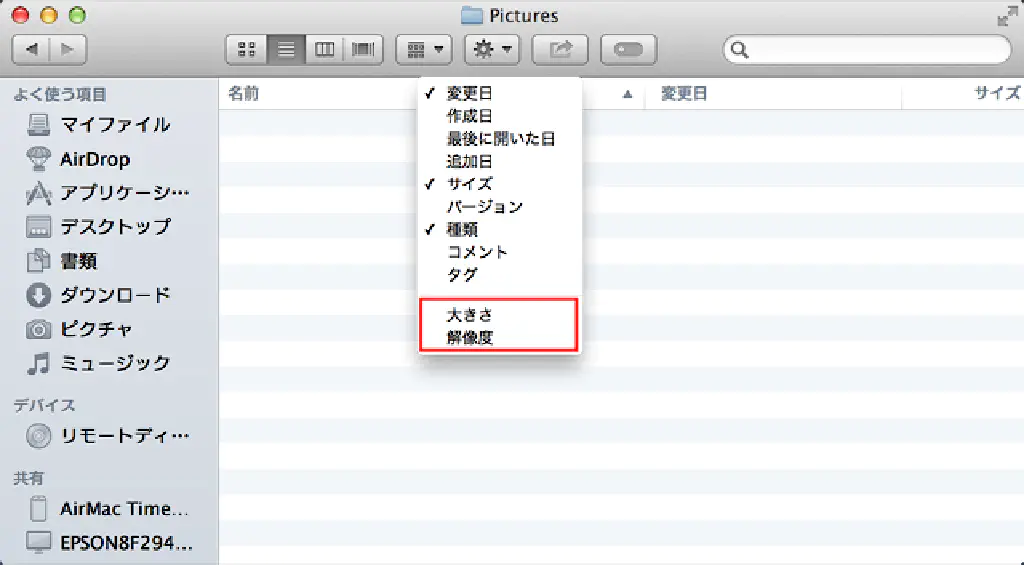 Pictures
よく使う項目
マイファイル
AirDrop
アプリケーシ…
デスクトップ
書類
ダウンロード
ピクチャ
ミュージック
デバイス
リモートディ…
共有
AirMac Time…
EPSON8F294…
名前
変更日
サイズ
✓ 変更日
作成日
最後に開いた日
追加日
✓ サイズ
バージョン
✓ 種類
コメント
タグ
大きさ
解像度